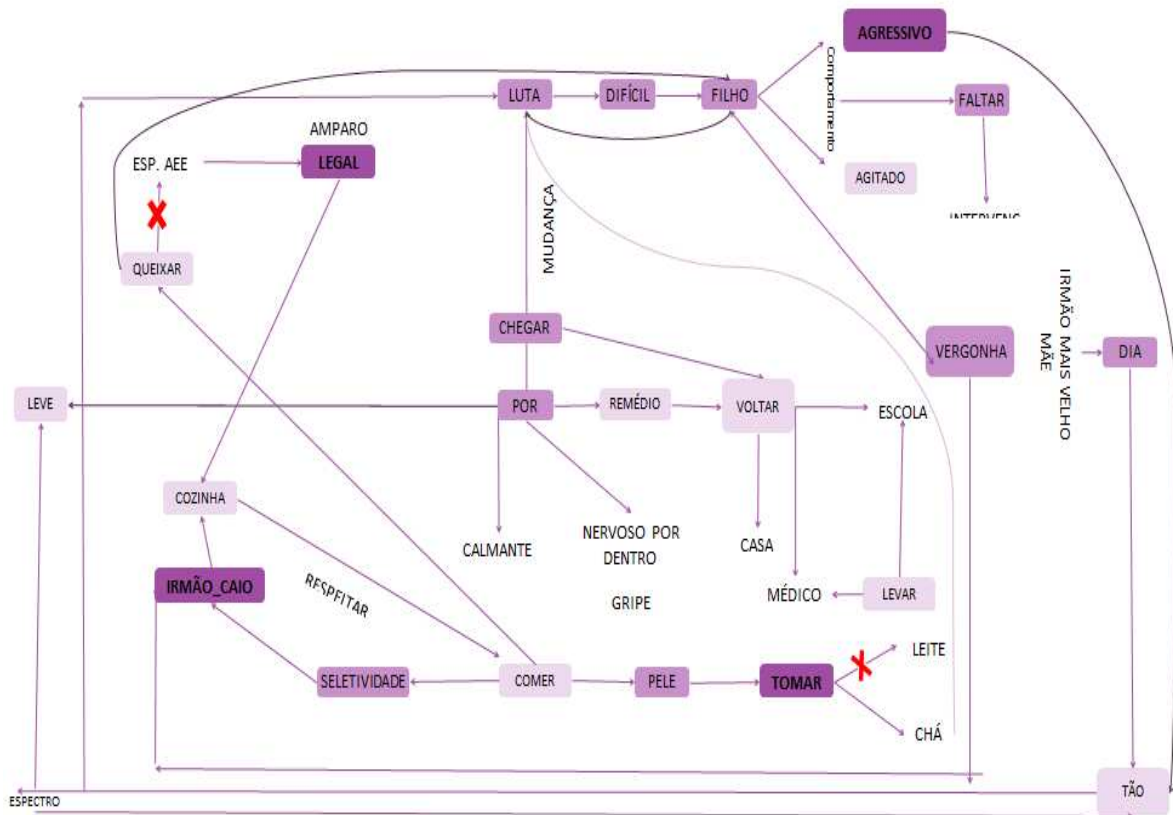 AGRESSIVO
Comportamento
LUTA
DIFÍCIL
FILHO
FALTAR
AMPARO
LEGAL
ESP. AEE
AGITADO
MUDANÇA
QUEIXAR
IRMÃO MAIS VELHO
MÃE
CHEGAR
VERGONHA
DIA
LEVE
POR
REMÉDIO
VOLTAR
ESCOLA
COZINHA
CALMANTE
NERVOSO POR
DENTRO
CASA
IRMÃO_CAIO
RESPEITAR
GRIPE
MÉDICO
LEVAR
SELETIVIDADE
COMER
PELE
TOMAR
LEITE
CHÁ
ESPECTRO
TÃO